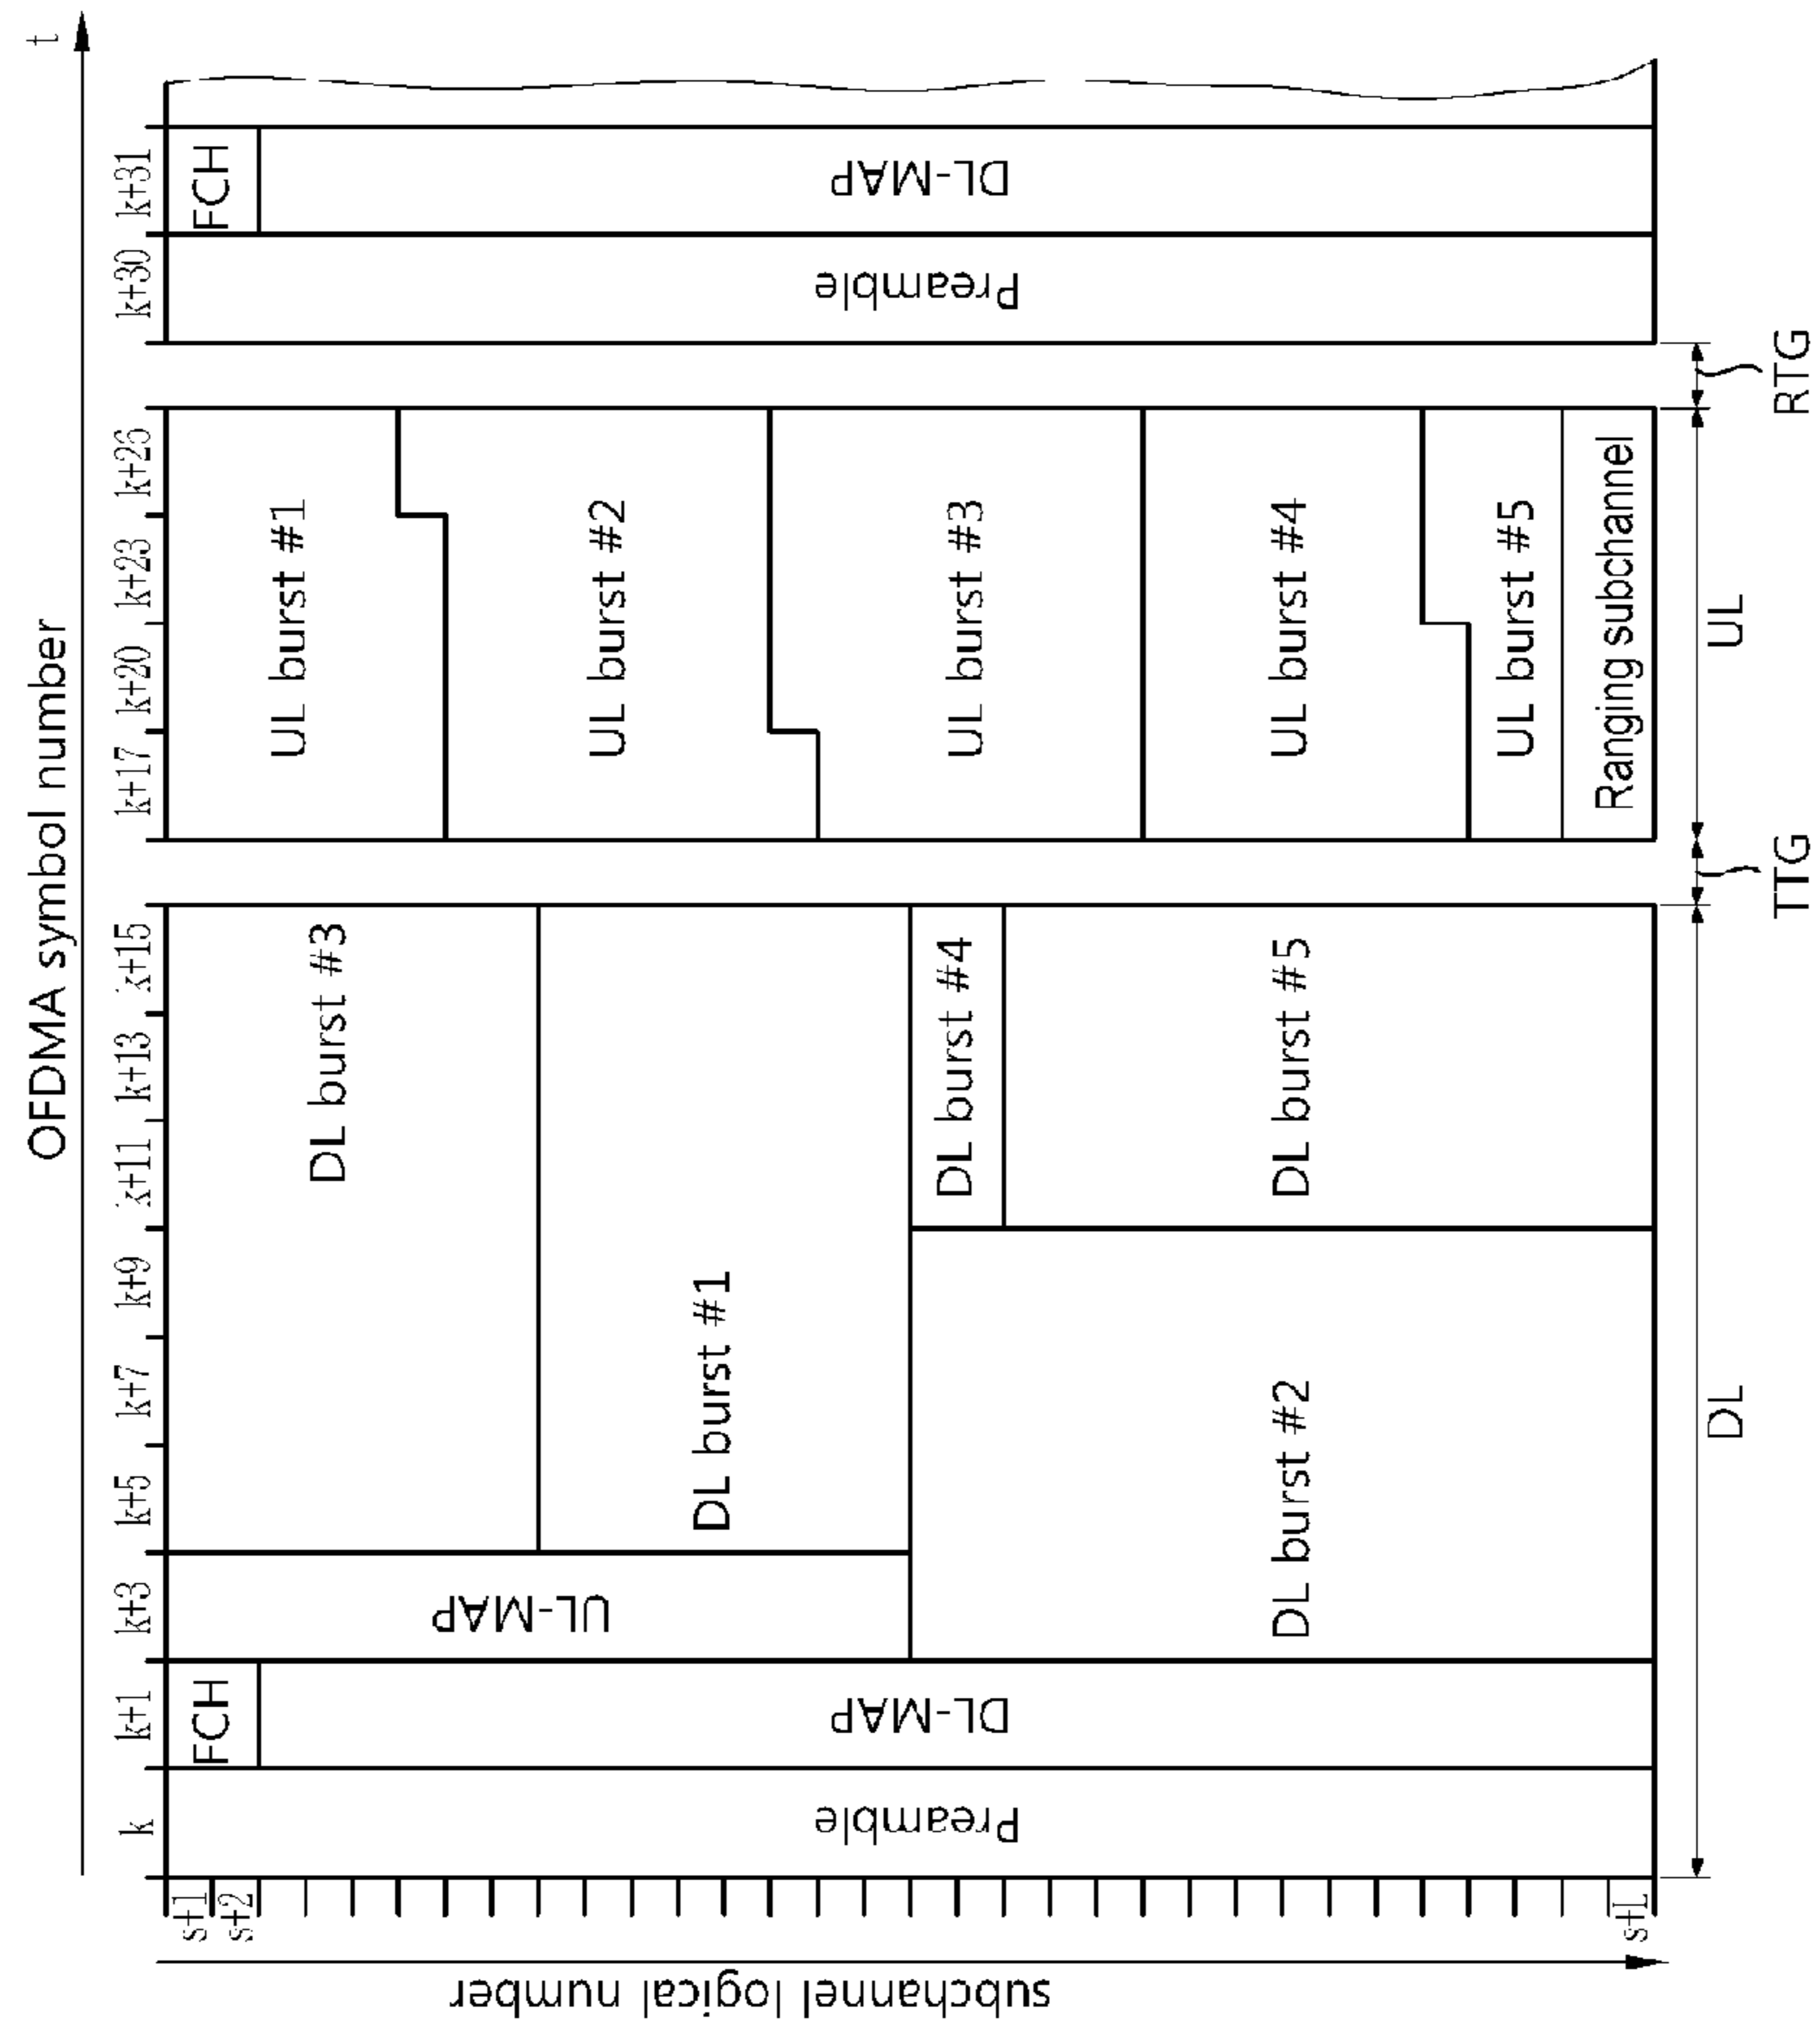 OFDMA symbol number
t
k
k+1
k+3
k+5
k+7
k+9
k+11
k+13
k+15
k+17
k+20
k+23
k+26
k+30
k+31
subchannel logical number
s+1
s+2
s+L
Preamble
FCH
DL-MAP
UL-MAP
DL burst #3
DL burst #1
DL burst #2
DL burst #4
DL burst #5
UL burst #1
UL burst #2
UL burst #3
UL burst #4
UL burst #5
Ranging subchannel
Preamble
FCH
DL-MAP
DL
TTG
UL
RTG